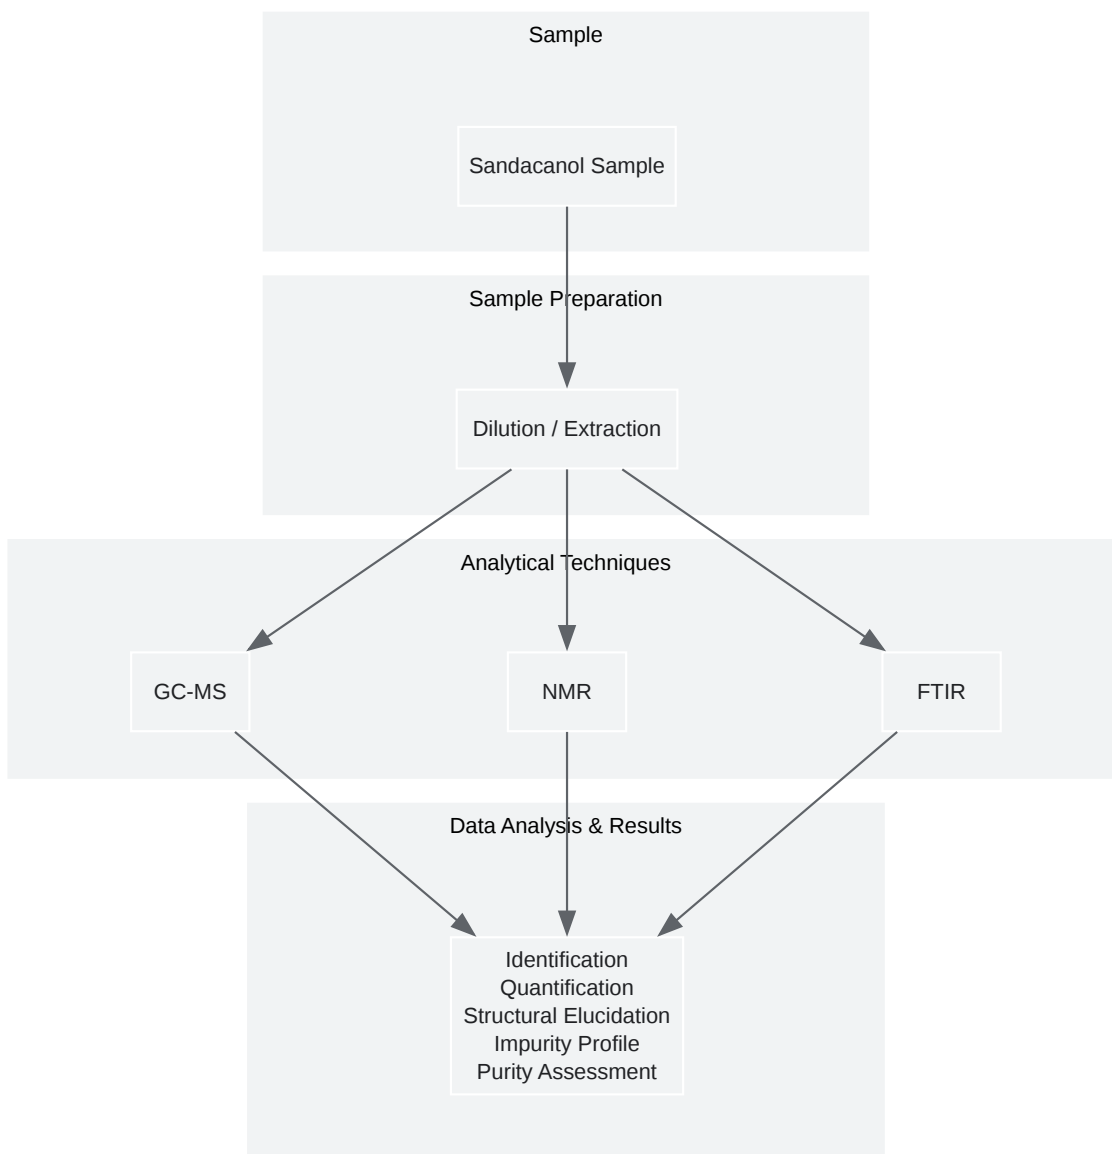 Sample
Sandacanol Sample
Sample Preparation
Dilution / Extraction
Analytical Techniques
GC-MS
NMR
FTIR
Data Analysis & Results
Identification
Quantification
Structural Elucidation
Impurity Profile
Purity Assessment